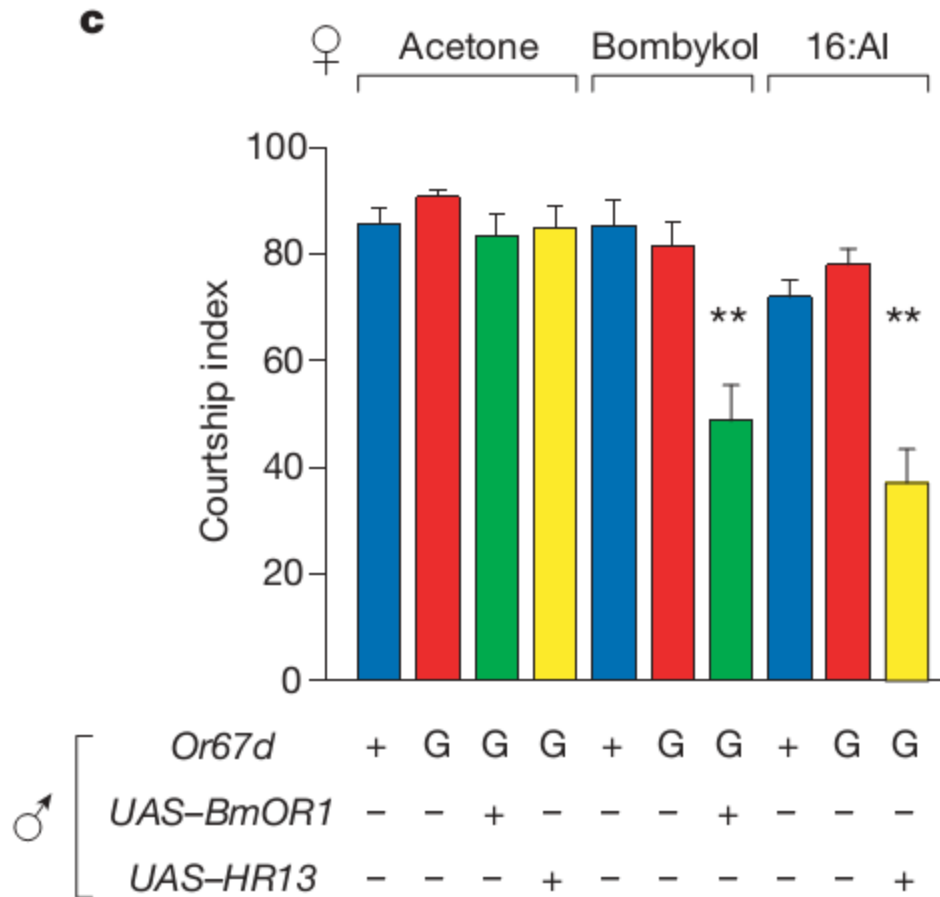 c
♀ Acetone Bombykol 16:Al
100
80
60
40
20
0
Courtship index
** **
♂
Or67d + G G G + G G + G G
UAS–BmOR1 – – + – – – + – – –
UAS–HR13 – – – + – – – – – +